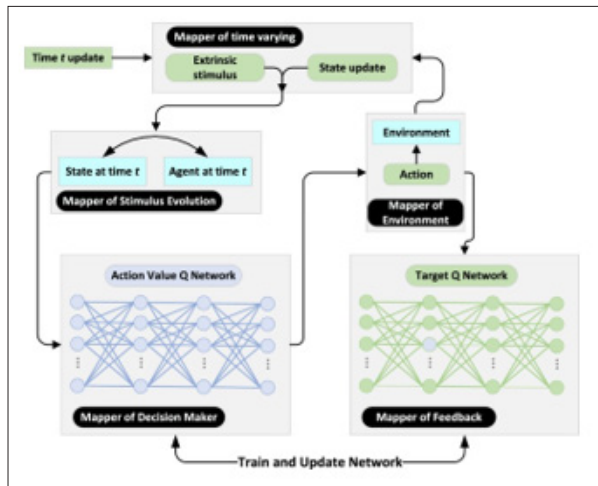 Mapper of time varying
Time t update
Extrinsic
stimulus
State update
Environment
State at time t
Agent at time t
Action
Mapper of Stimulus Evolution
Mapper of
Environment
Action Value Q Network
Target Q Network
Mapper of Decision Maker
Mapper of Feedback
Train and Update Network